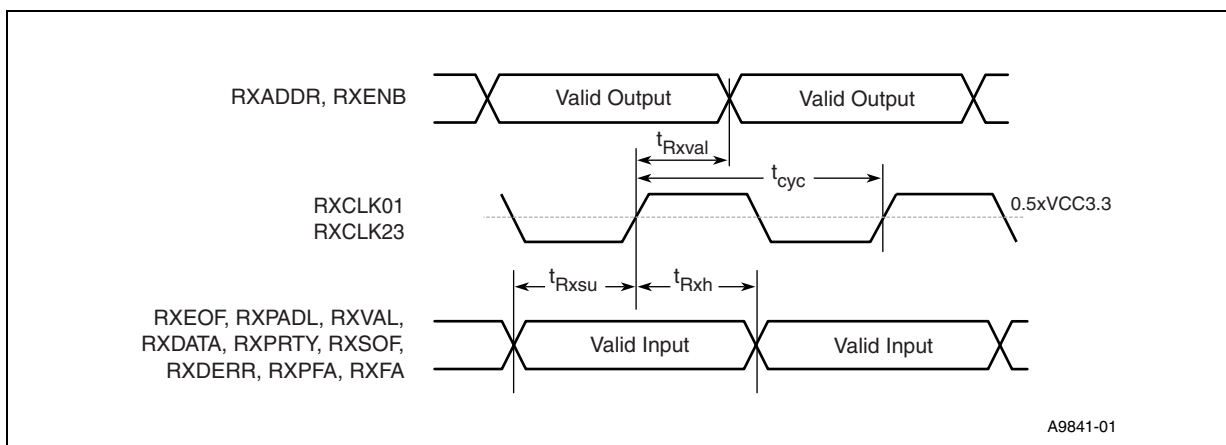 RXADDR, RXENB
Valid Output
Valid Output
tRxval
tcyc
RXCLK01
RXCLK23
0.5xVCC3.3
tRxsu
tRxh
RXEOF, RXPADL, RXVAL,
RXDATA, RXPRTY, RXSOF,
RXDERR, RXPFA, RXFA
Valid Input
Valid Input
A9841-01